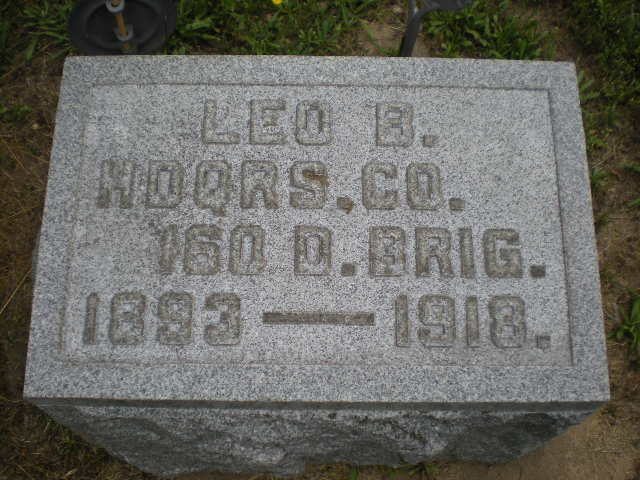 LEO B.
HDQRS. CO.
160 D. BRIG.
1893 — 1918.